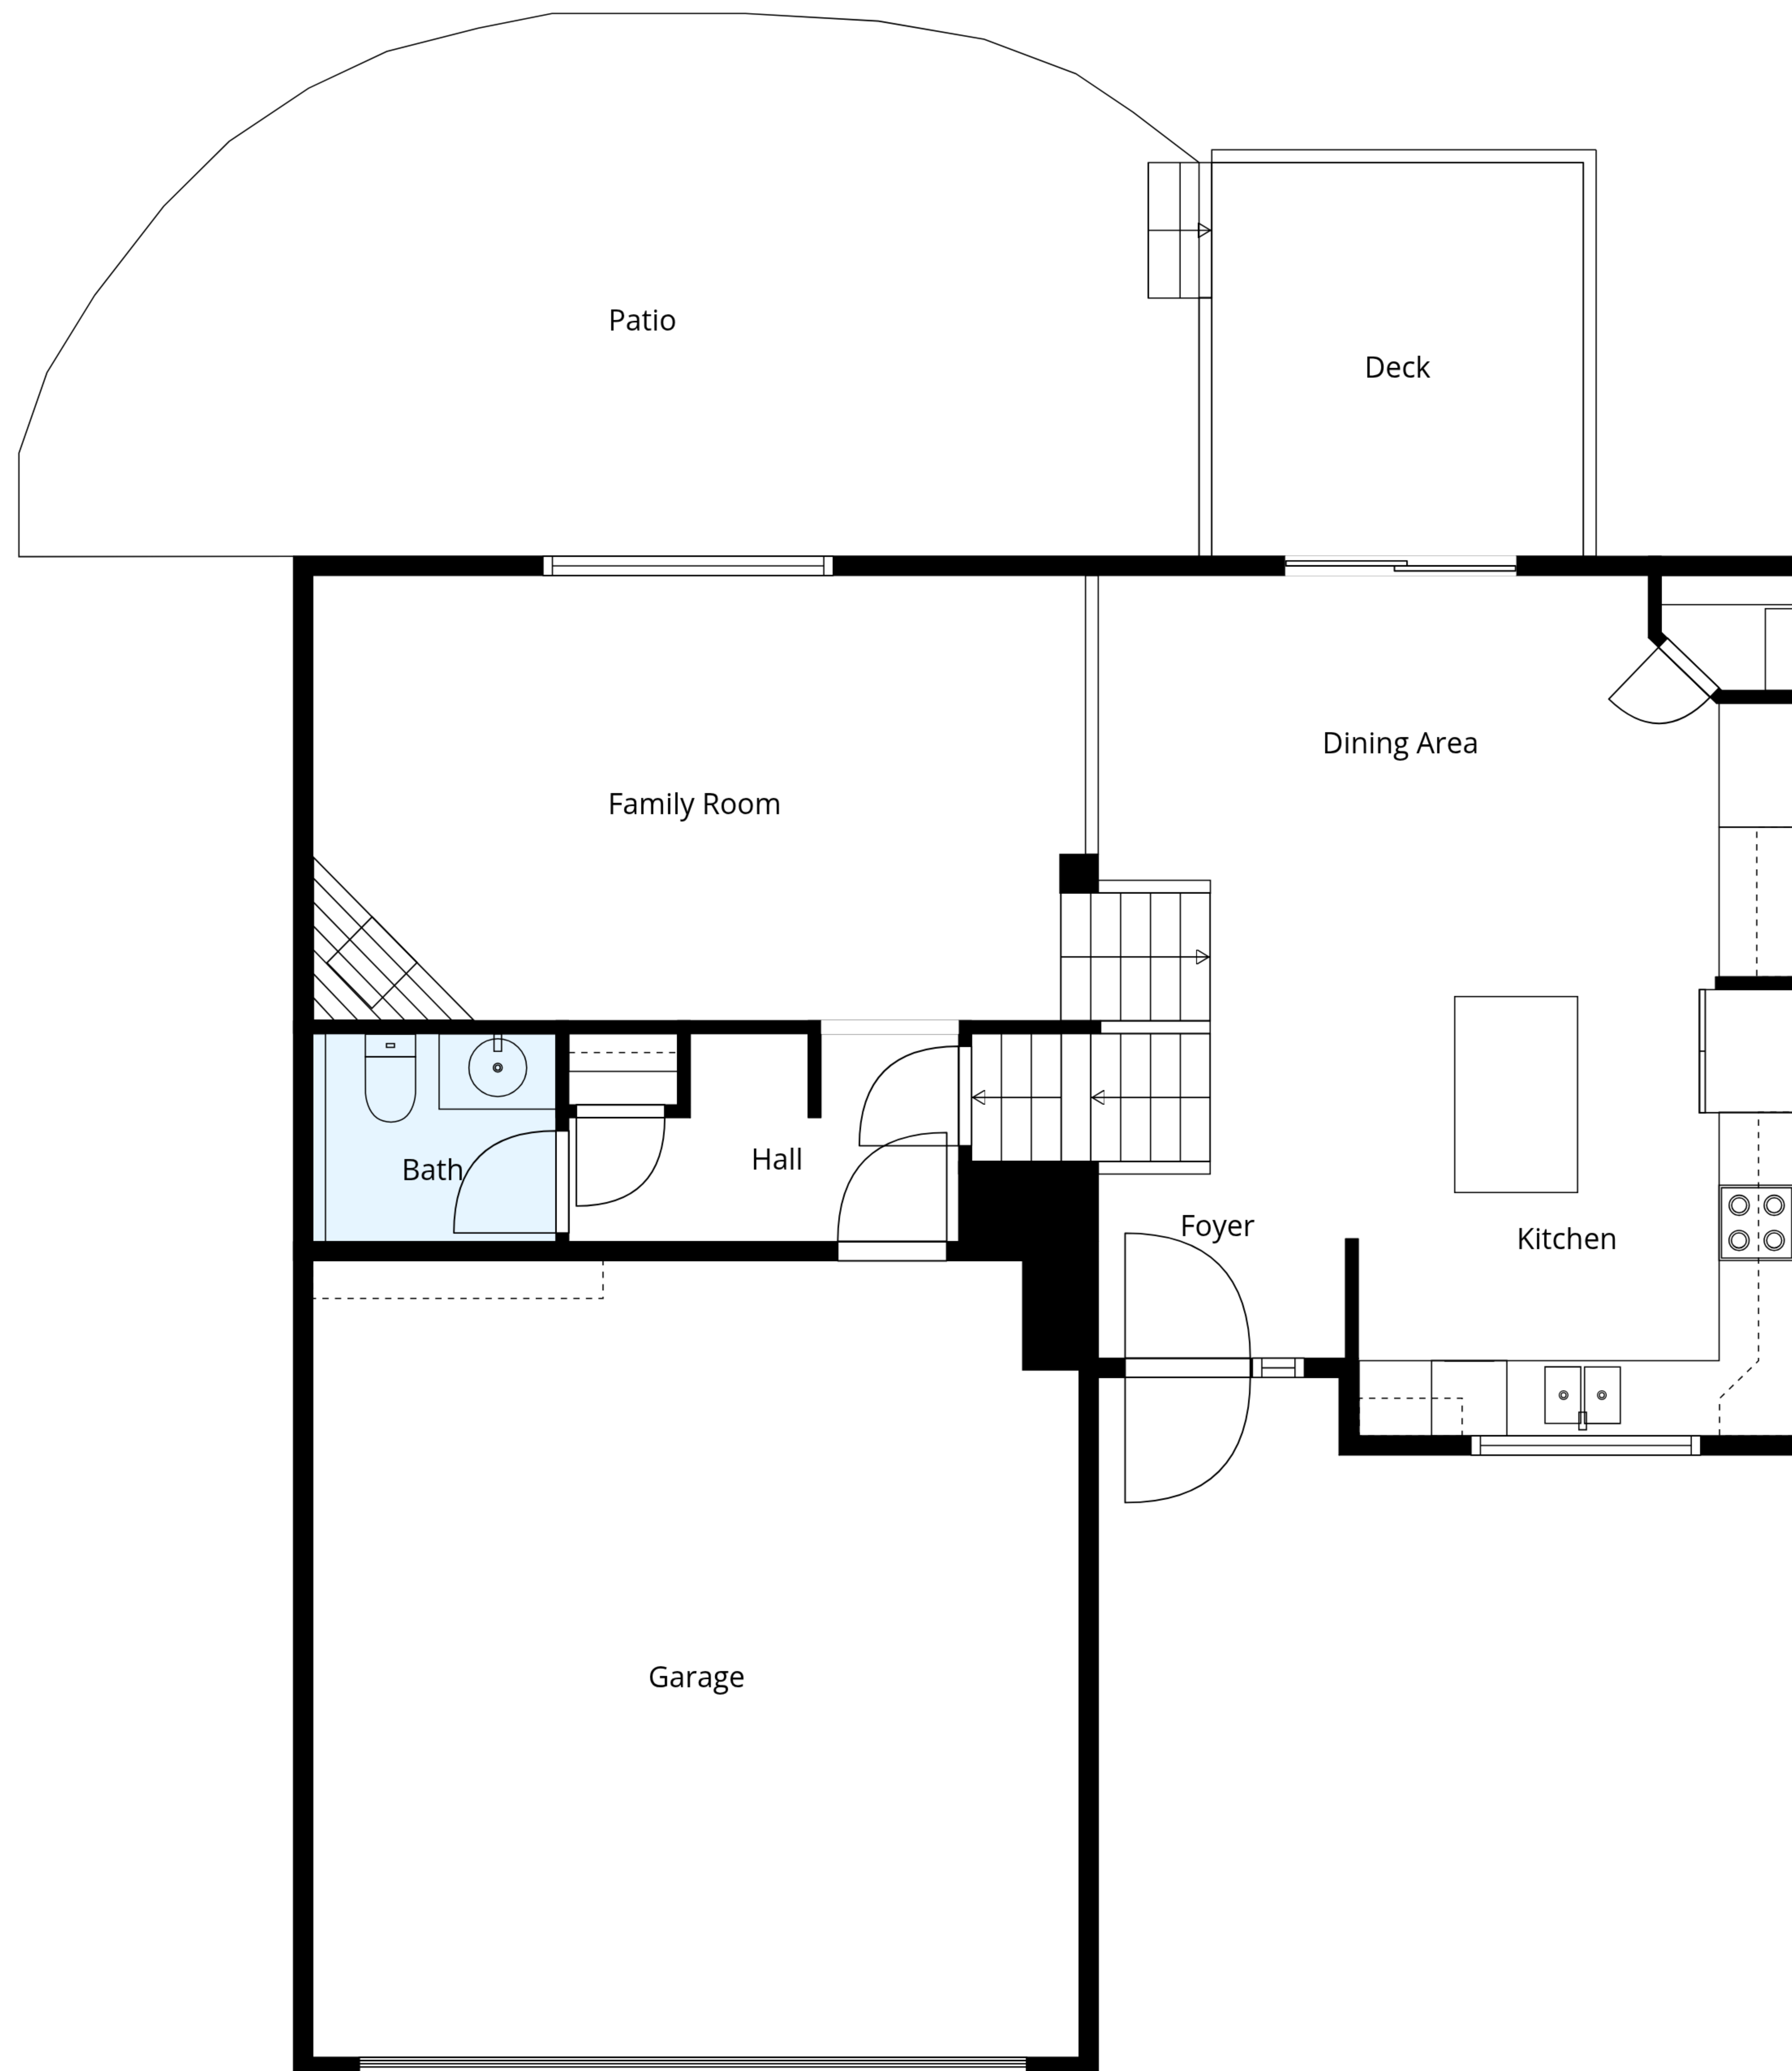 Patio
Deck
Dining Area
Family Room
Bath
Hall
Foyer
Kitchen
Garage